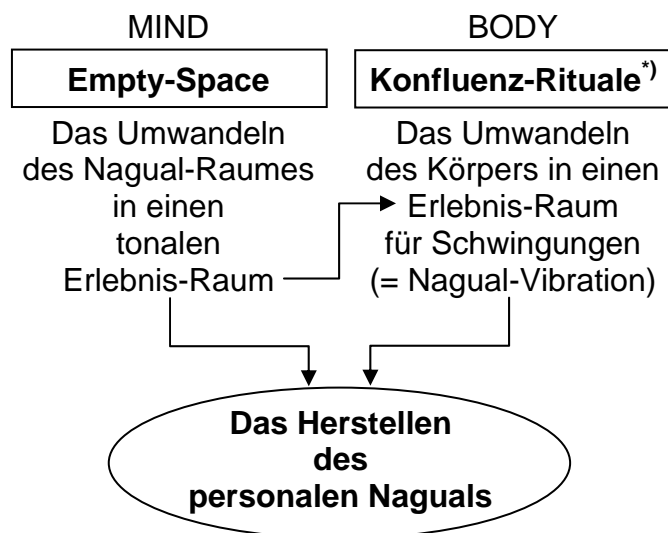 MIND
Empty-Space
Das Umwandeln
des Nagual-Raumes
in einen
tonalen
Erlebnis-Raum
BODY
Konfluenz-Rituale*)
Das Umwandeln
des Körpers in einen
Erlebnis-Raum
für Schwingungen
(= Nagual-Vibration)
Das Herstellen
des
personalen Naguals